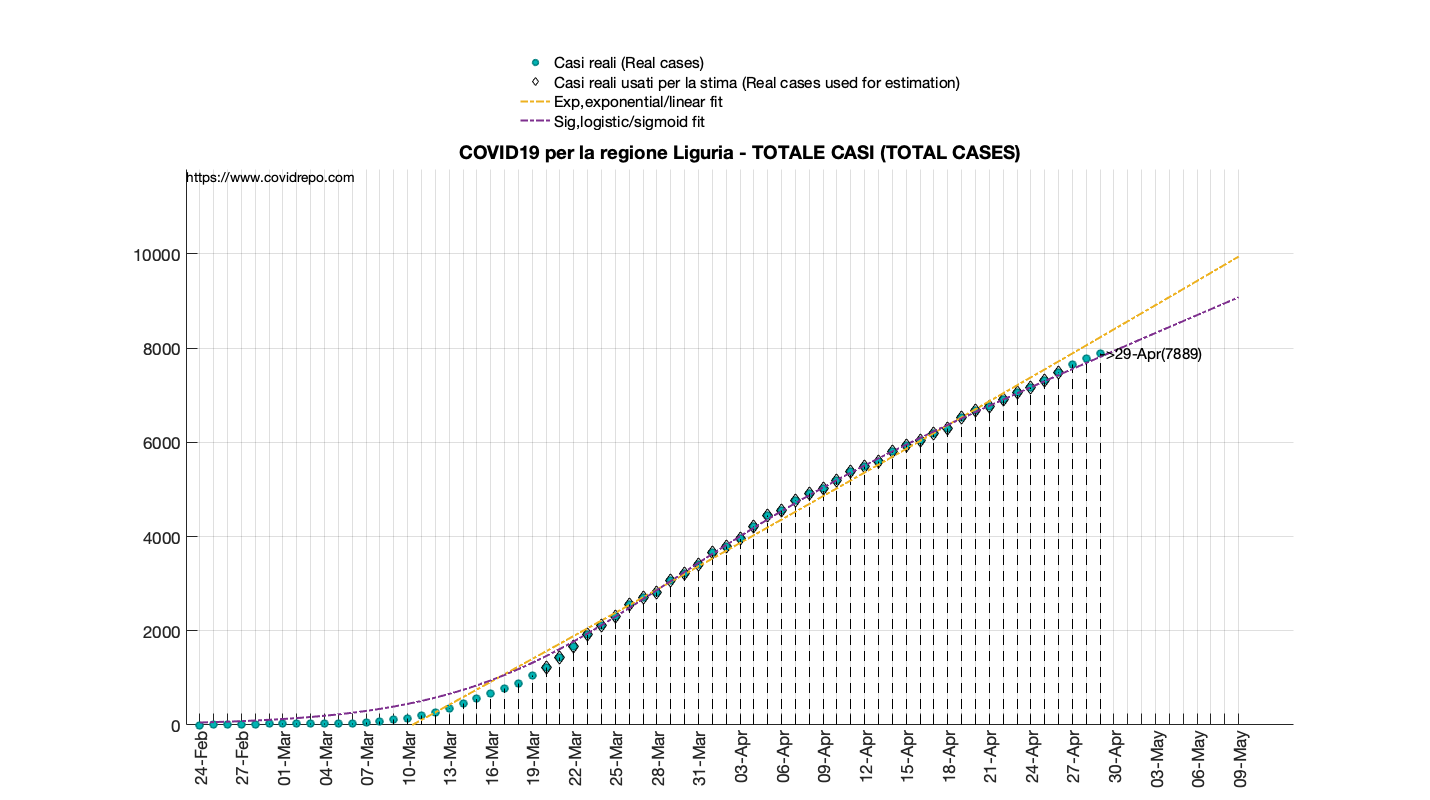 Casi reali (Real cases)
Casi reali usati per la stima (Real cases used for estimation)
Exp,exponential/linear fit
Sig,logistic/sigmoid fit
COVID19 per la regione Liguria - TOTALE CASI (TOTAL CASES)
https://www.covidrepo.com
10000
8000
>29-Apr(7889)
6000
4000
2000
0
24-Feb
27-Feb
01-Mar
04-Mar
07-Mar
10-Mar
13-Mar
16-Mar
19-Mar
22-Mar
25-Mar
28-Mar
31-Mar
03-Apr
06-Apr
09-Apr
12-Apr
15-Apr
18-Apr
21-Apr
24-Apr
27-Apr
30-Apr
03-May
06-May
09-May